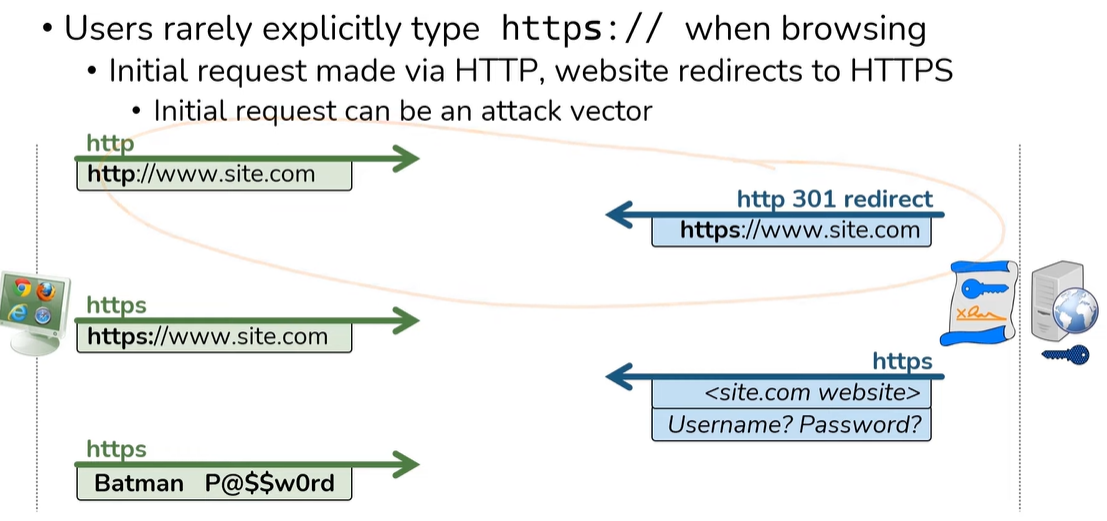 • Users rarely explicitly type https:// when browsing
• Initial request made via HTTP, website redirects to HTTPS
• Initial request can be an attack vector
http
http://www.site.com
http 301 redirect
https://www.site.com
https
https://www.site.com
https
<site.com website>
Username? Password?
https
Batman P@$$w0rd